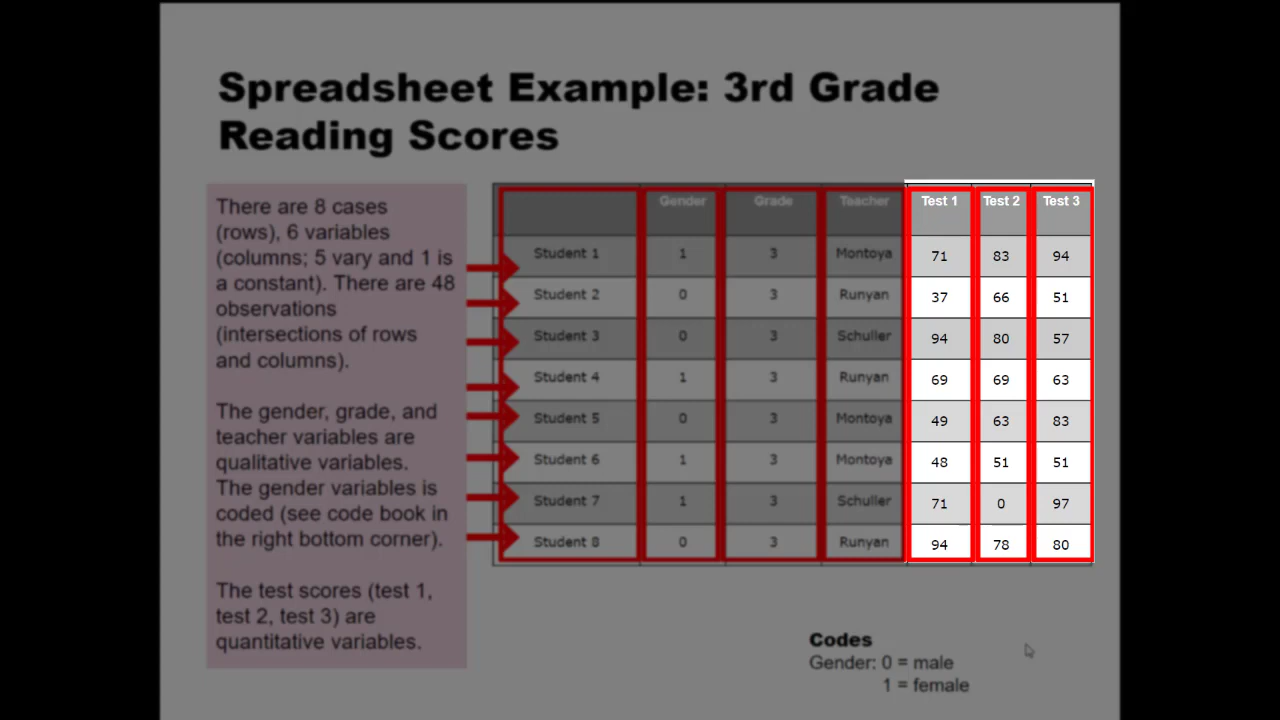 Spreadsheet Example: 3rd Grade
Reading Scores
There are 8 cases
(rows), 6 variables
(columns; 5 vary and 1 is
a constant). There are 48
observations
(intersections of rows
and columns).
The gender, grade, and
teacher variables are
qualitative variables.
The gender variables is
coded (see code book in
the right bottom corner).
The test scores (test 1,
test 2, test 3) are
quantitative variables.
Gender Grade Teacher Test 1 Test 2 Test 3
Student 1 1 3 Montoya 71 83 94
Student 2 0 3 Runyan 37 66 51
Student 3 0 3 Schuller 94 80 57
Student 4 1 3 Runyan 69 69 63
Student 5 0 3 Montoya 49 63 83
Student 6 1 3 Montoya 48 51 51
Student 7 1 3 Schuller 71 0 97
Student 8 0 3 Runyan 94 78 80
Codes
Gender: 0 = male
1 = female